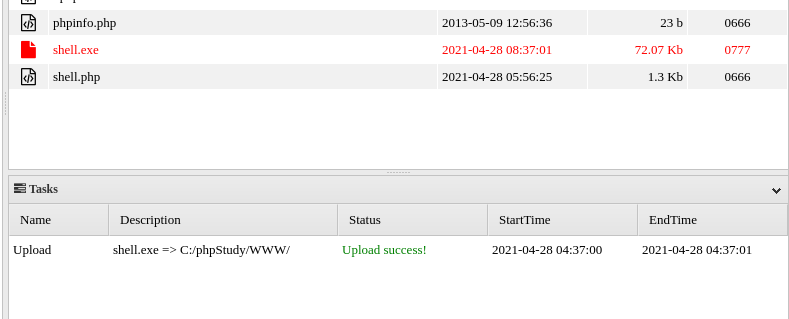 phpinfo.php 2013-05-09 12:56:36 23 b 0666
shell.exe 2021-04-28 08:37:01 72.07 Kb 0777
shell.php 2021-04-28 05:56:25 1.3 Kb 0666
Tasks
Name Description Status StartTime EndTime
Upload shell.exe => C:/phpStudy/WWW/ Upload success! 2021-04-28 04:37:00 2021-04-28 04:37:01